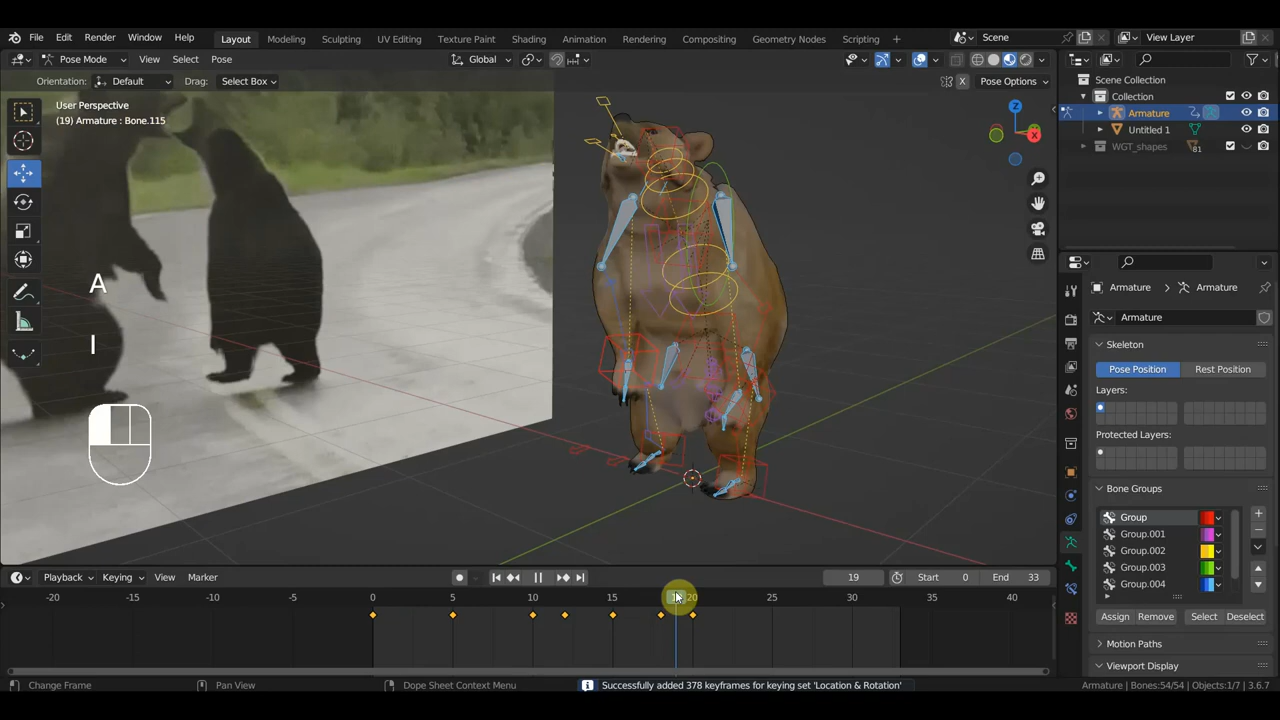 File Edit Render Window Help Layout Modeling Sculpting UV Editing Texture Paint Shading Animation Rendering Compositing Geometry Nodes Scripting + Scene View Layer
Pose Mode View Select Pose Global
Orientation: Default Drag: Select Box X Pose Options
User Perspective
(19) Armature : Bone.115
Z
X
A
I
Scene Collection
Collection
Armature
Untitled 1
WGT_shapes 81
Armature Armature
Armature
Skeleton
Pose Position Rest Position
Layers:
Protected Layers:
Bone Groups
Group
Group.001
Group.002
Group.003
Group.004
Assign Remove Select Deselect
Motion Paths
Viewport Display
Playback Keying View Marker 19 Start 0 End 33
-20 -15 -10 -5 0 5 10 15 20 25 30 35 40
Change Frame Pan View Dope Sheet Context Menu Successfully added 378 keyframes for keying set 'Location & Rotation' Armature | Bones:54/54 | Objects:1/7 | 3.6.7